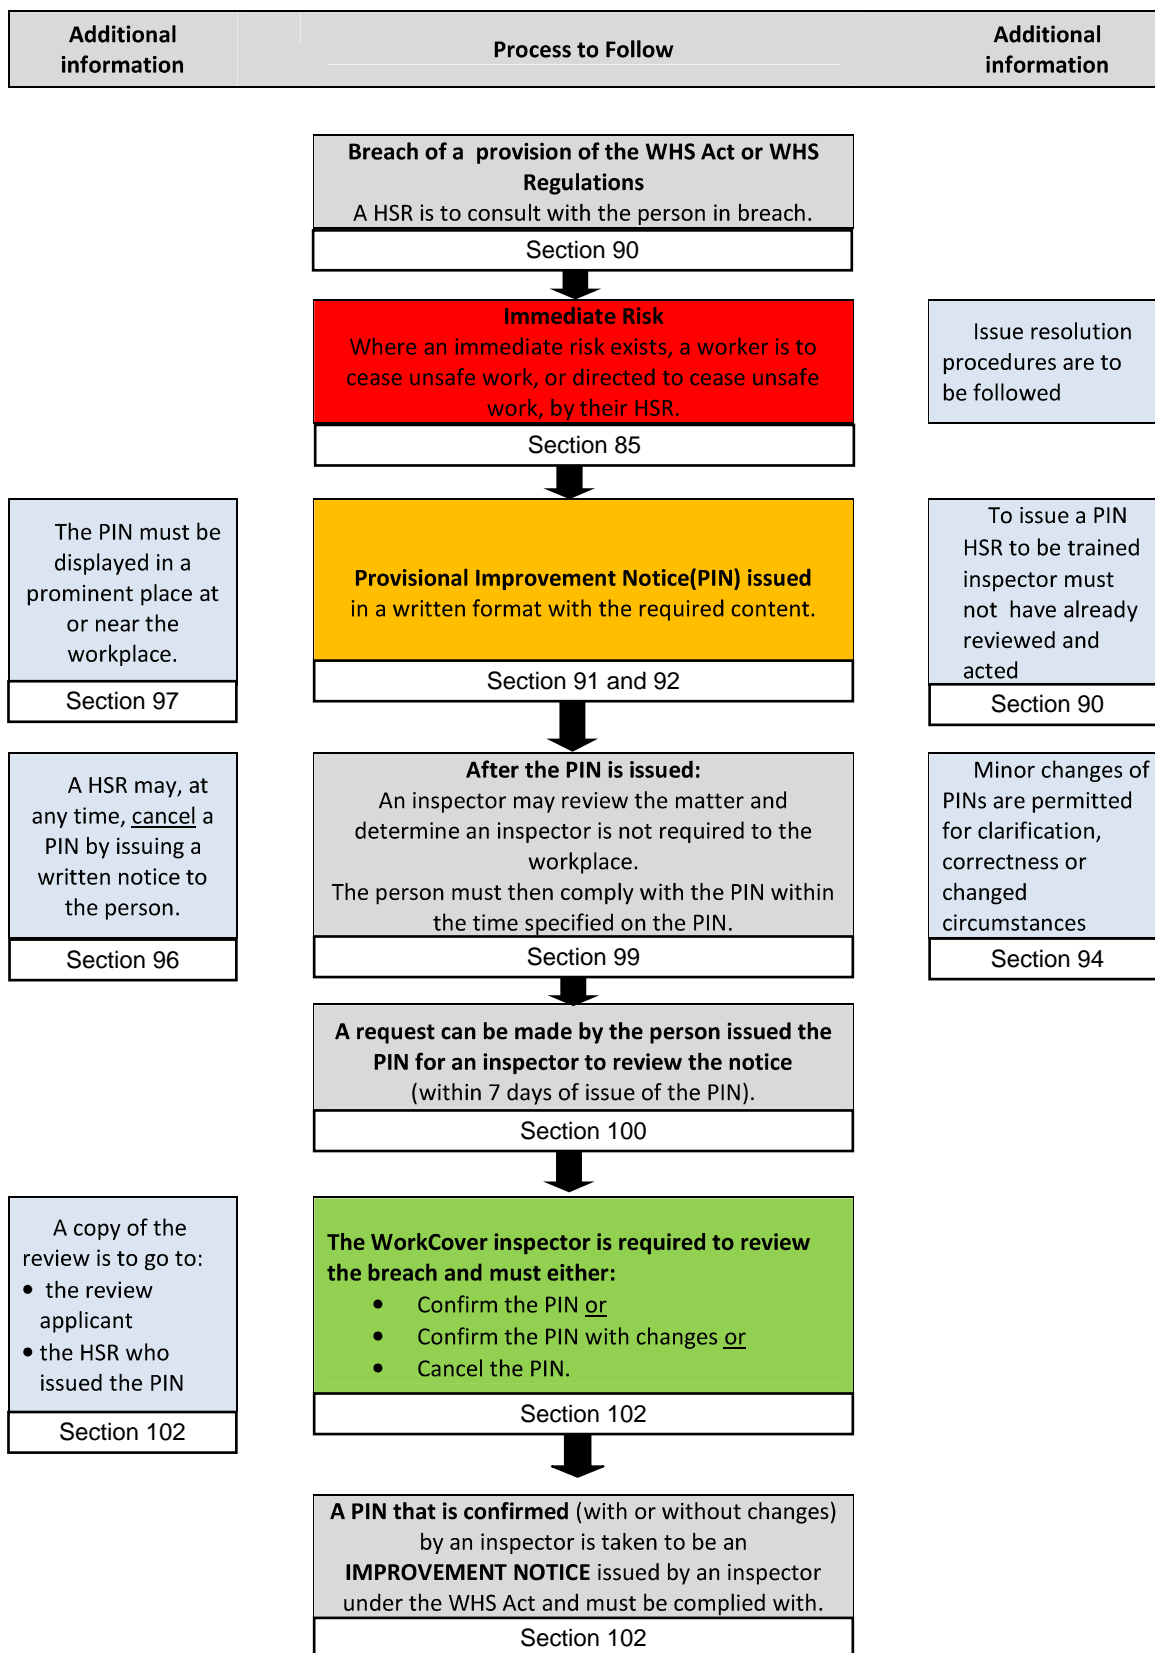 Additional
information
Process to Follow
Additional
information
Breach of a  provision of the WHS Act or WHS
Regulations
A HSR is to consult with the person in breach.
Section 90
Immediate Risk
Where an immediate risk exists, a worker is to
cease unsafe work, or directed to cease unsafe
work, by their HSR.
Section 85
Issue resolution
procedures are to
be followed
The PIN must be
displayed in a
prominent place at
or near the
workplace.
Section 97
Provisional Improvement Notice(PIN) issued
in a written format with the required content.
Section 91 and 92
To issue a PIN
HSR to be trained
inspector must
not  have already
reviewed and
acted
Section 90
A HSR may, at
any time, cancel a
PIN by issuing a
written notice to
the person.
Section 96
After the PIN is issued:
An inspector may review the matter and
determine an inspector is not required to the
workplace.
The person must then comply with the PIN within
the time specified on the PIN.
Section 99
Minor changes of
PINs are permitted
for clarification,
correctness or
changed
circumstances
Section 94
A request can be made by the person issued the
PIN for an inspector to review the notice
(within 7 days of issue of the PIN).
Section 100
A copy of the
review is to go to:
• the review
applicant
• the HSR who
issued the PIN
Section 102
The WorkCover inspector is required to review
the breach and must either:
• Confirm the PIN or
• Confirm the PIN with changes or
• Cancel the PIN.
Section 102
A PIN that is confirmed (with or without changes)
by an inspector is taken to be an
IMPROVEMENT NOTICE issued by an inspector
under the WHS Act and must be complied with.
Section 102